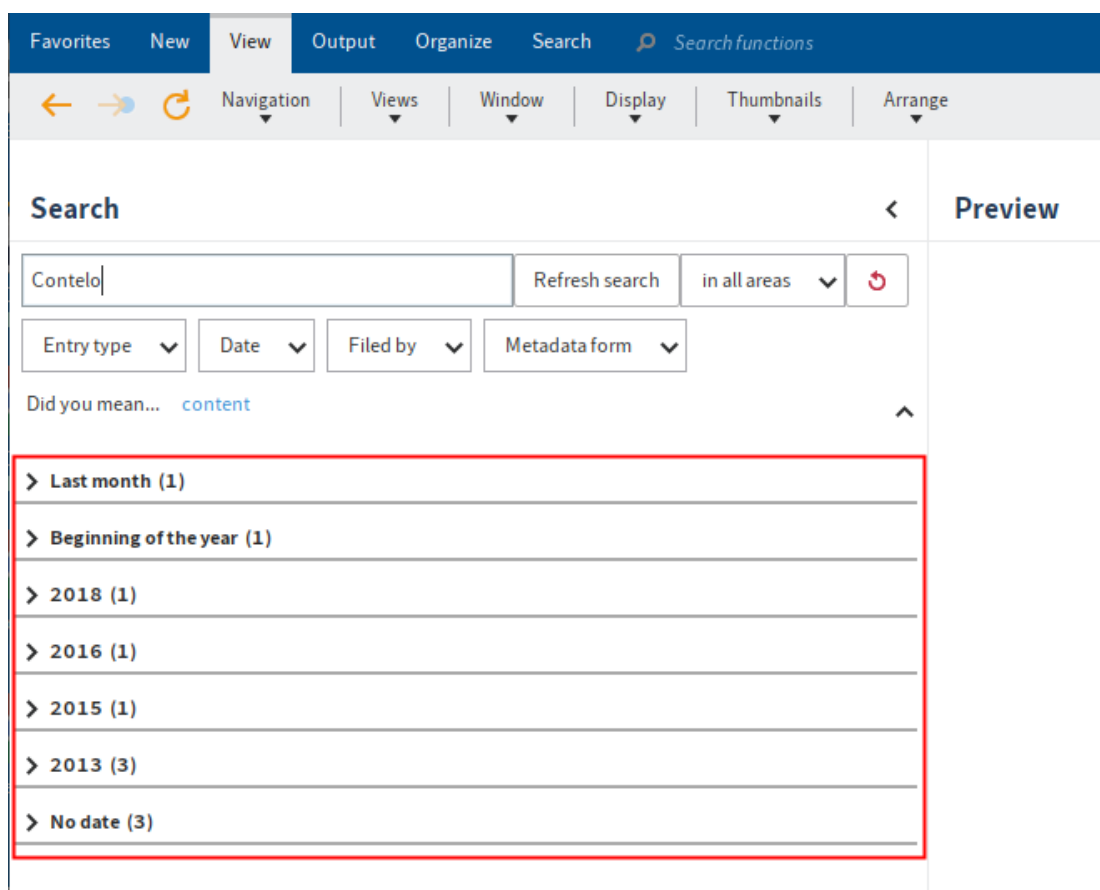 Favorites New View Output Organize Search Search functions
Navigation Views Window Display Thumbnails Arrange
Search Preview
Contelo Refresh search in all areas
Entry type Date Filed by Metadata form
Did you mean... content
Last month (1)
Beginning of the year (1)
2018 (1)
2016 (1)
2015 (1)
2013 (3)
No date (3)